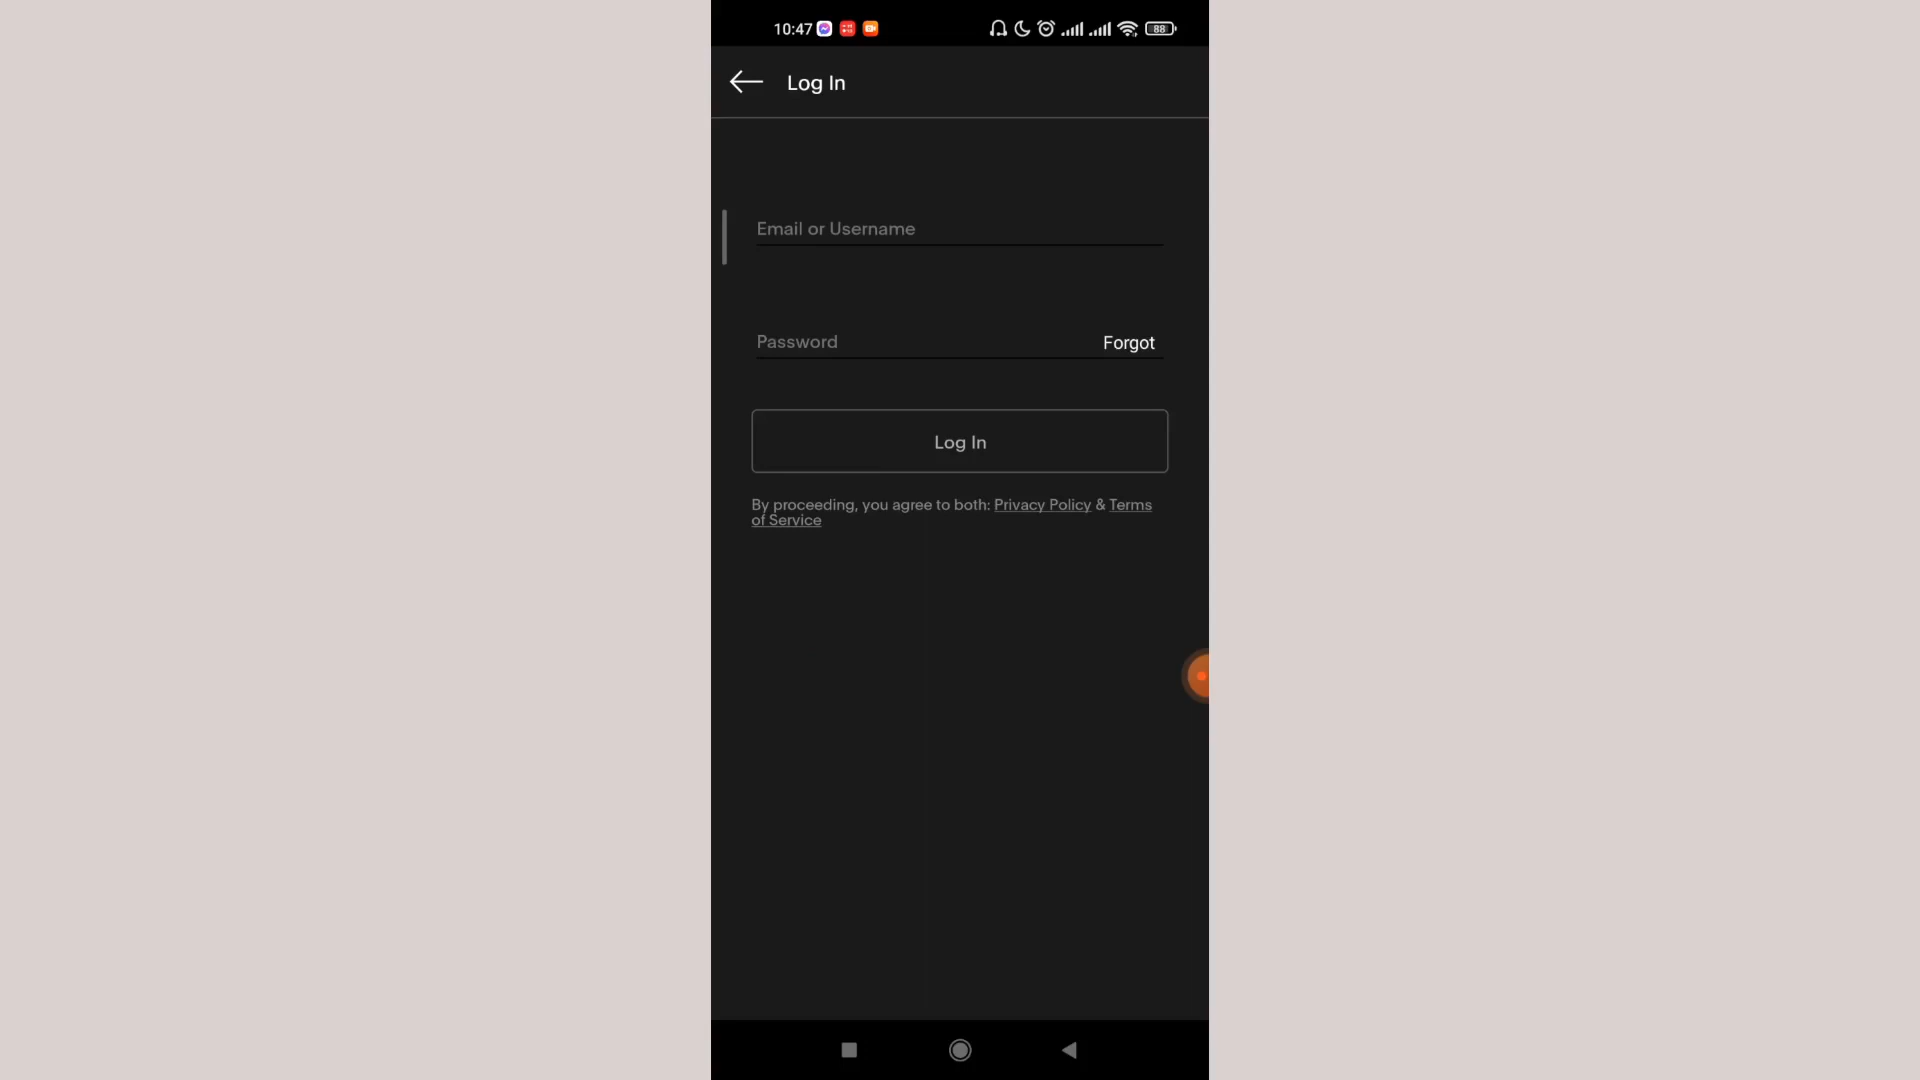 10:47
88
Log In
Email or Username
Password
Forgot
Log In
By proceeding, you agree to both: Privacy Policy & Terms
of Service